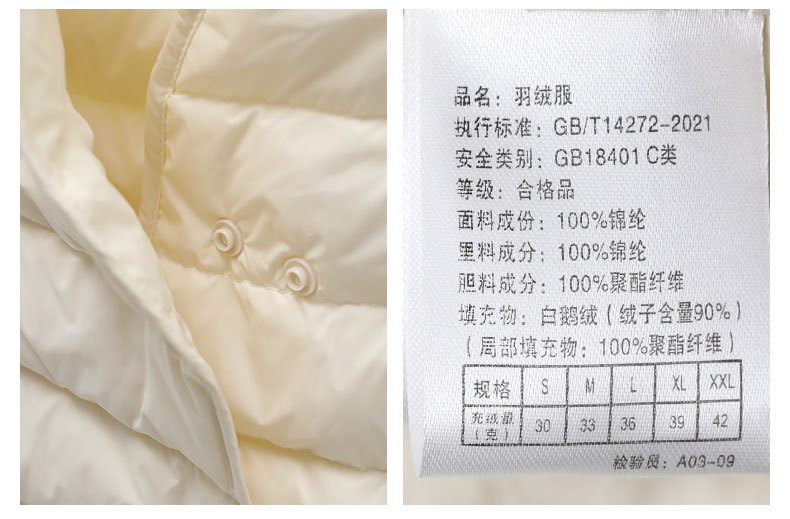 品名：羽绒服
执行标准：GB/T14272-2021
安全类别：GB18401 C类
等级：合格品
面料成份：100%锦纶
里料成分：100%锦纶
胆料成分：100%聚酯纤维
填充物：白鹅绒（绒子含量90%）
（局部填充物：100%聚酯纤维）
规格 S M L XL XXL
充绒量（克） 30 33 36 39 42
检验员：A03-09